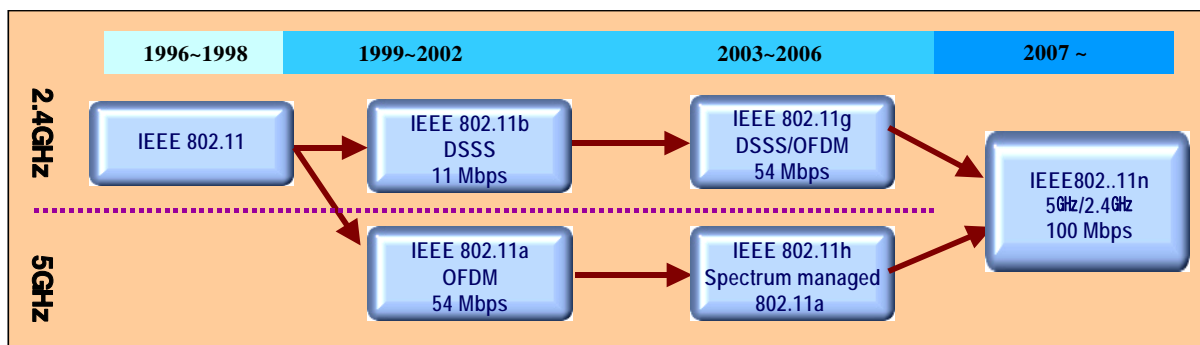 1996~1998
1999~2002
2003~2006
2007 ~
2.4GHz
IEEE 802.11
IEEE 802.11b
DSSS
11 Mbps
IEEE 802.11g
DSSS/OFDM
54 Mbps
IEEE802..11n
5GHz/2.4GHz
100 Mbps
5GHz
IEEE 802.11a
OFDM
54 Mbps
IEEE 802.11h
Spectrum managed
802.11a